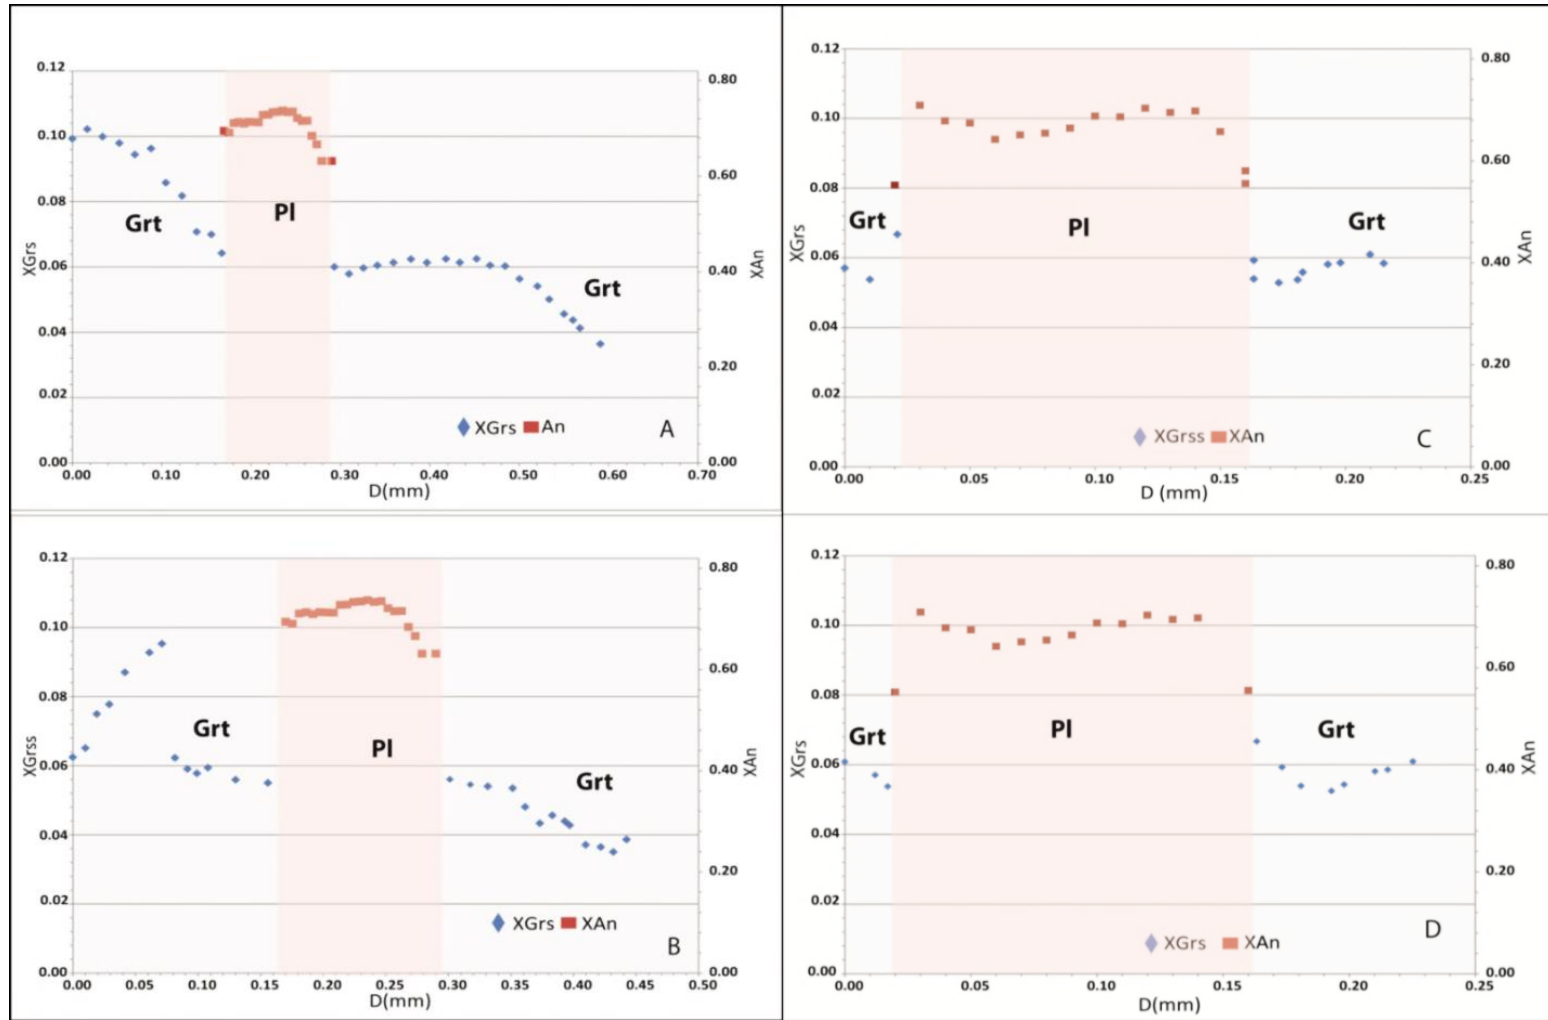 0.12
0.10
0.08
0.06
0.04
0.02
0.00
XGrs
0.80
0.60
0.40
0.20
0.00
XAn
Grt
Pl
Grt
XGrs An
A
0.00 0.10 0.20 0.30 0.40 0.50 0.60 0.70
D(mm)
0.12
0.10
0.08
0.06
0.04
0.02
0.00
XGrs
0.80
0.60
0.40
0.20
0.00
XAn
Grt
Pl
Grt
XGrss XAn
C
0.00 0.05 0.10 0.15 0.20 0.25
D (mm)
0.12
0.10
0.08
0.06
0.04
0.02
0.00
XGrss
0.80
0.60
0.40
0.20
0.00
XAn
Grt
Pl
Grt
XGrs XAn
B
0.00 0.05 0.10 0.15 0.20 0.25 0.30 0.35 0.40 0.45 0.50
D(mm)
0.12
0.10
0.08
0.06
0.04
0.02
0.00
XGrs
0.80
0.60
0.40
0.20
0.00
XAn
Grt
Pl
Grt
XGrs XAn
D
0.00 0.05 0.10 0.15 0.20 0.25
D(mm)